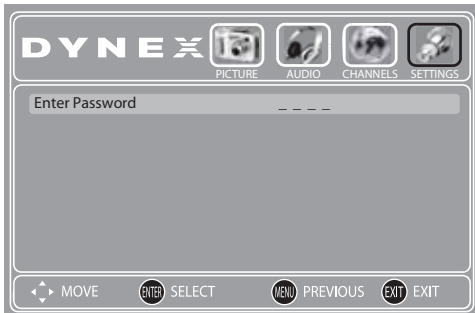 DYNEX
PICTURE AUDIO CHANNELS SETTINGS
Enter Password _ _ _ _
MOVE ENTER SELECT MENU PREVIOUS EXIT EXIT